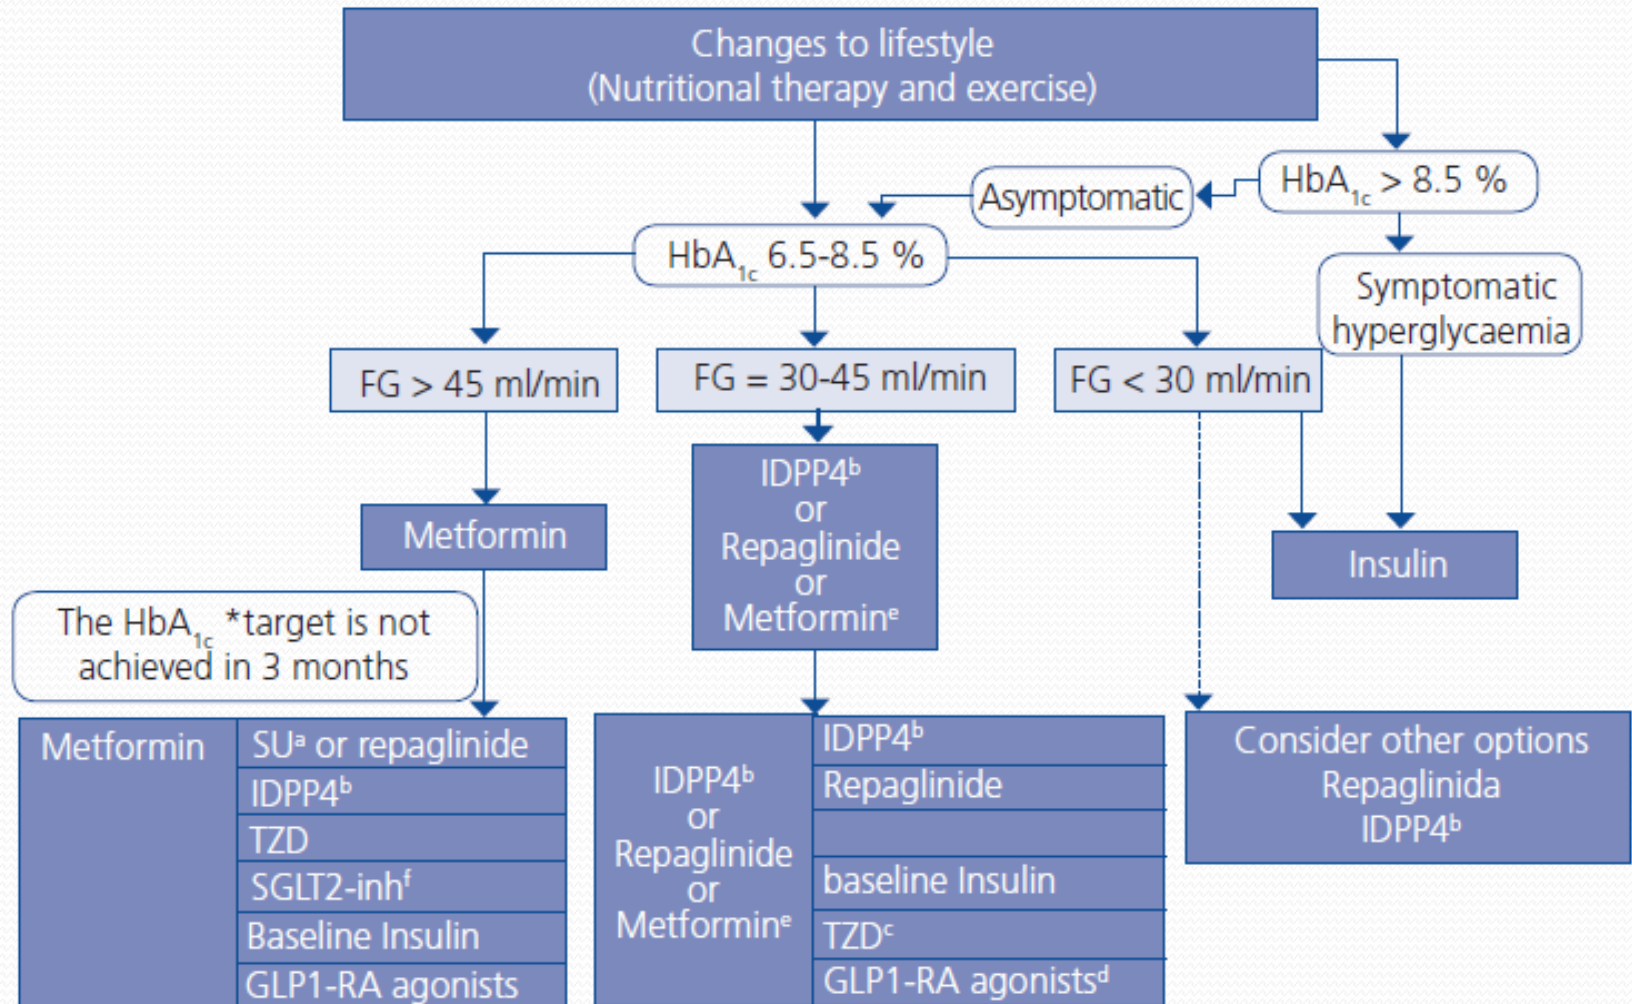 Changes to lifestyle
(Nutritional therapy and exercise)
HbA1c > 8.5 %
Asymptomatic
HbA1c 6.5-8.5 %
Symptomatic
hyperglycaemia
FG > 45 ml/min
FG = 30-45 ml/min
FG < 30 ml/min
IDPP4ᵇ
or
Repaglinide
or
Metforminᵉ
Metformin
Insulin
The HbA1c *target is not
achieved in 3 months
Metformin
SUᵃ or repaglinide
IDPP4ᵇ
TZD
SGLT2-inhᶠ
Baseline Insulin
GLP1-RA agonists
IDPP4ᵇ
or
Repaglinide
or
Metforminᵉ
IDPP4ᵇ
Repaglinide
baseline Insulin
TZDᶜ
GLP1-RA agonistsᵈ
Consider other options
Repaglinida
IDPP4ᵇ